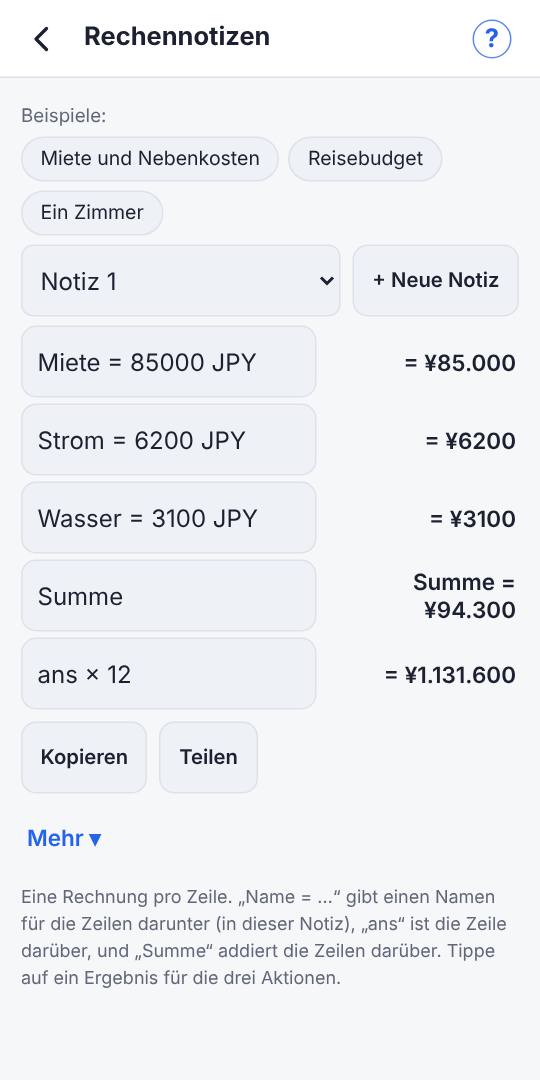 Rechennotizen
?
Beispiele:
Miete und Nebenkosten
Reisebudget
Ein Zimmer
Notiz 1
+ Neue Notiz
Miete = 85000 JPY
= ¥85.000
Strom = 6200 JPY
= ¥6200
Wasser = 3100 JPY
= ¥3100
Summe
Summe =
¥94.300
ans × 12
= ¥1.131.600
Kopieren
Teilen
Mehr ▾
Eine Rechnung pro Zeile. „Name = …“ gibt einen Namen
für die Zeilen darunter (in dieser Notiz), „ans“ ist die Zeile
darüber, und „Summe“ addiert die Zeilen darüber. Tippe
auf ein Ergebnis für die drei Aktionen.